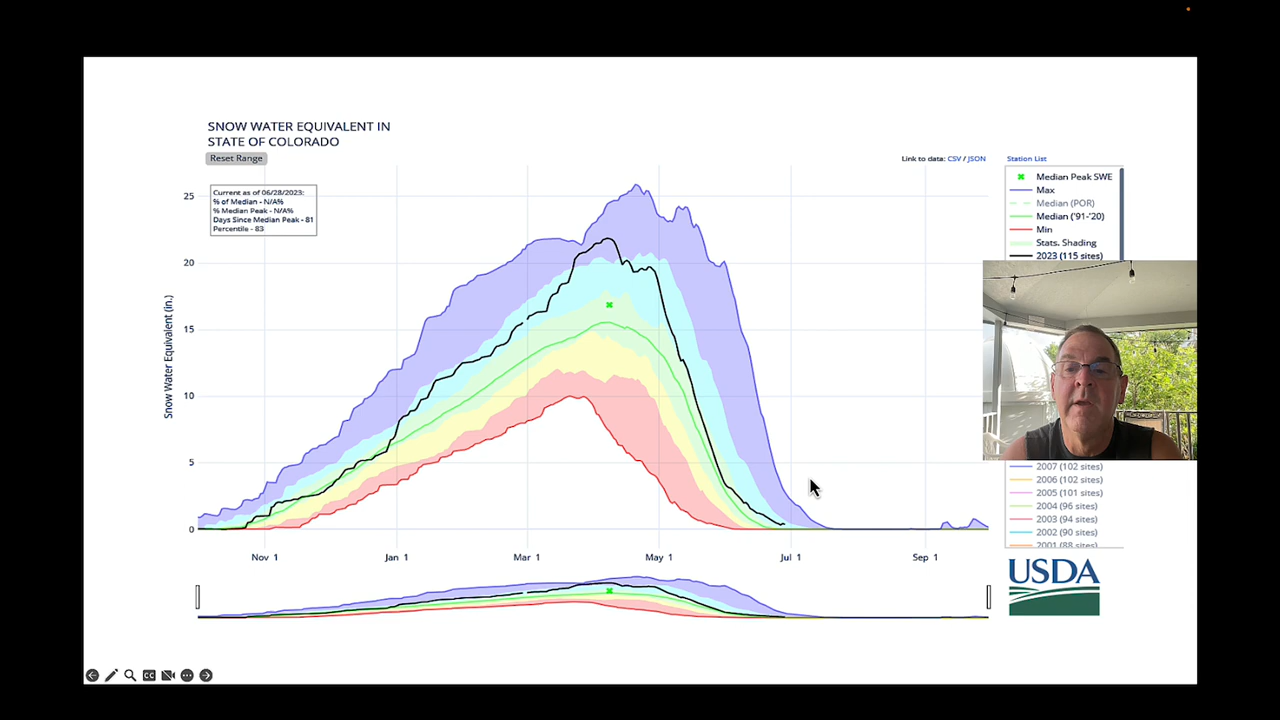 SNOW WATER EQUIVALENT IN
STATE OF COLORADO
Reset Range
Link to data: CSV / JSON
Station List
Current as of 06/28/2023:
% of Median - N/A%
% Median Peak - N/A%
Days Since Median Peak - 81
Percentile - 83
Median Peak SWE
Max
Median (POR)
Median ('91-'20)
Min
Stats. Shading
2023 (115 sites)
2007 (102 sites)
2006 (102 sites)
2005 (101 sites)
2004 (96 sites)
2003 (94 sites)
2002 (90 sites)
2001 (88 sites)
Snow Water Equivalent (in.)
25
20
15
10
5
0
Nov 1
Jan 1
Mar 1
May 1
Jul 1
Sep 1
USDA
CC